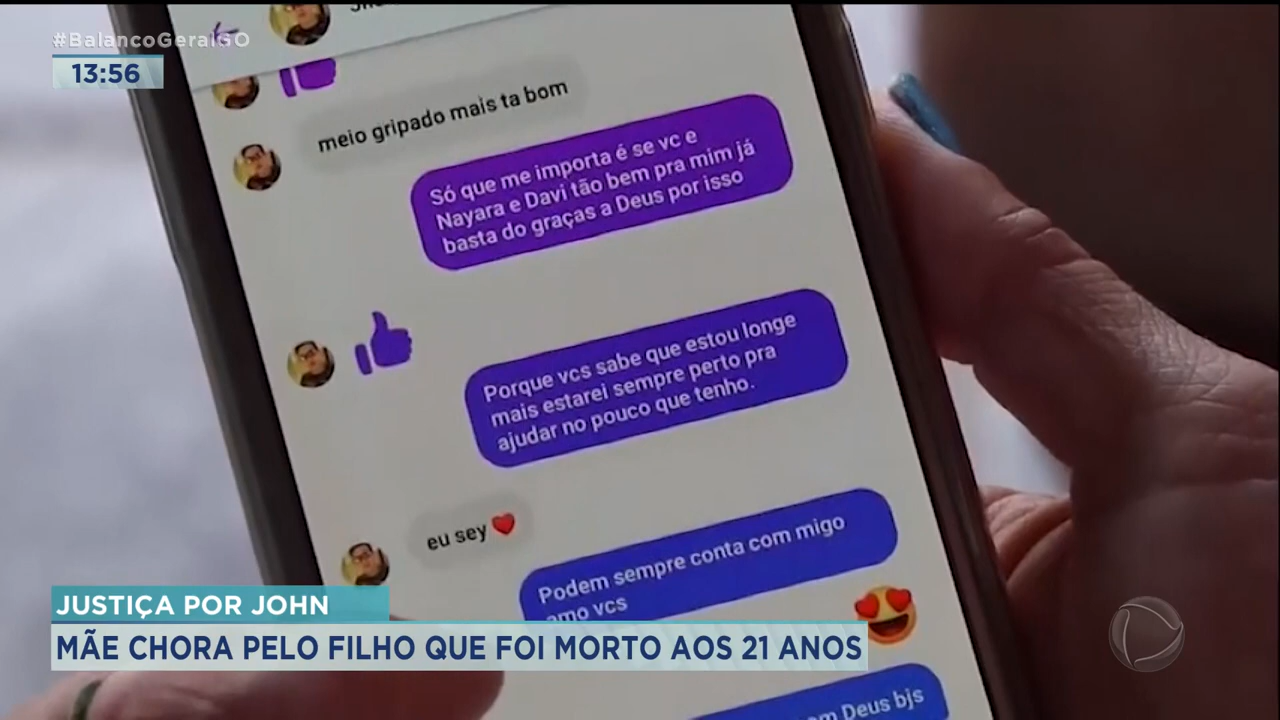 #BalancoGeralGO
13:56
meio gripado mais ta bom
Só que me importa é se vc e
Nayara e Davi tão bem pra mim já
basta do graças a Deus por isso
Porque vcs sabe que estou longe
mais estarei sempre perto pra
ajudar no pouco que tenho.
eu sey ❤️
Podem sempre conta com migo
amo vcs
JUSTIÇA POR JOHN
MÃE CHORA PELO FILHO QUE FOI MORTO AOS 21 ANOS
Deus bjs